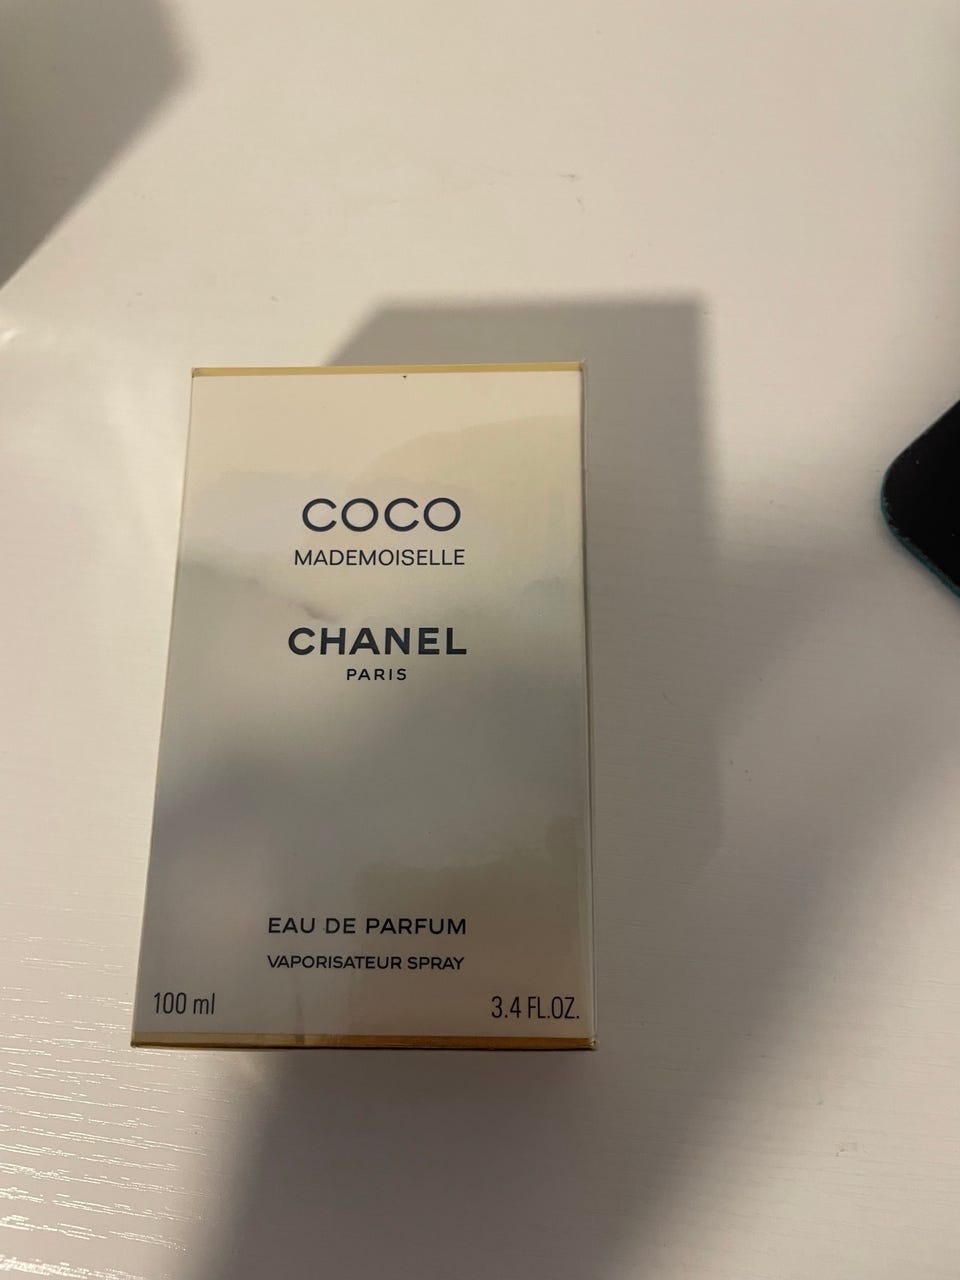 COCO
MADEMOISELLE
CHANEL
PARIS
EAU DE PARFUM
VAPORISATEUR SPRAY
100 ml 3.4 FL.OZ.